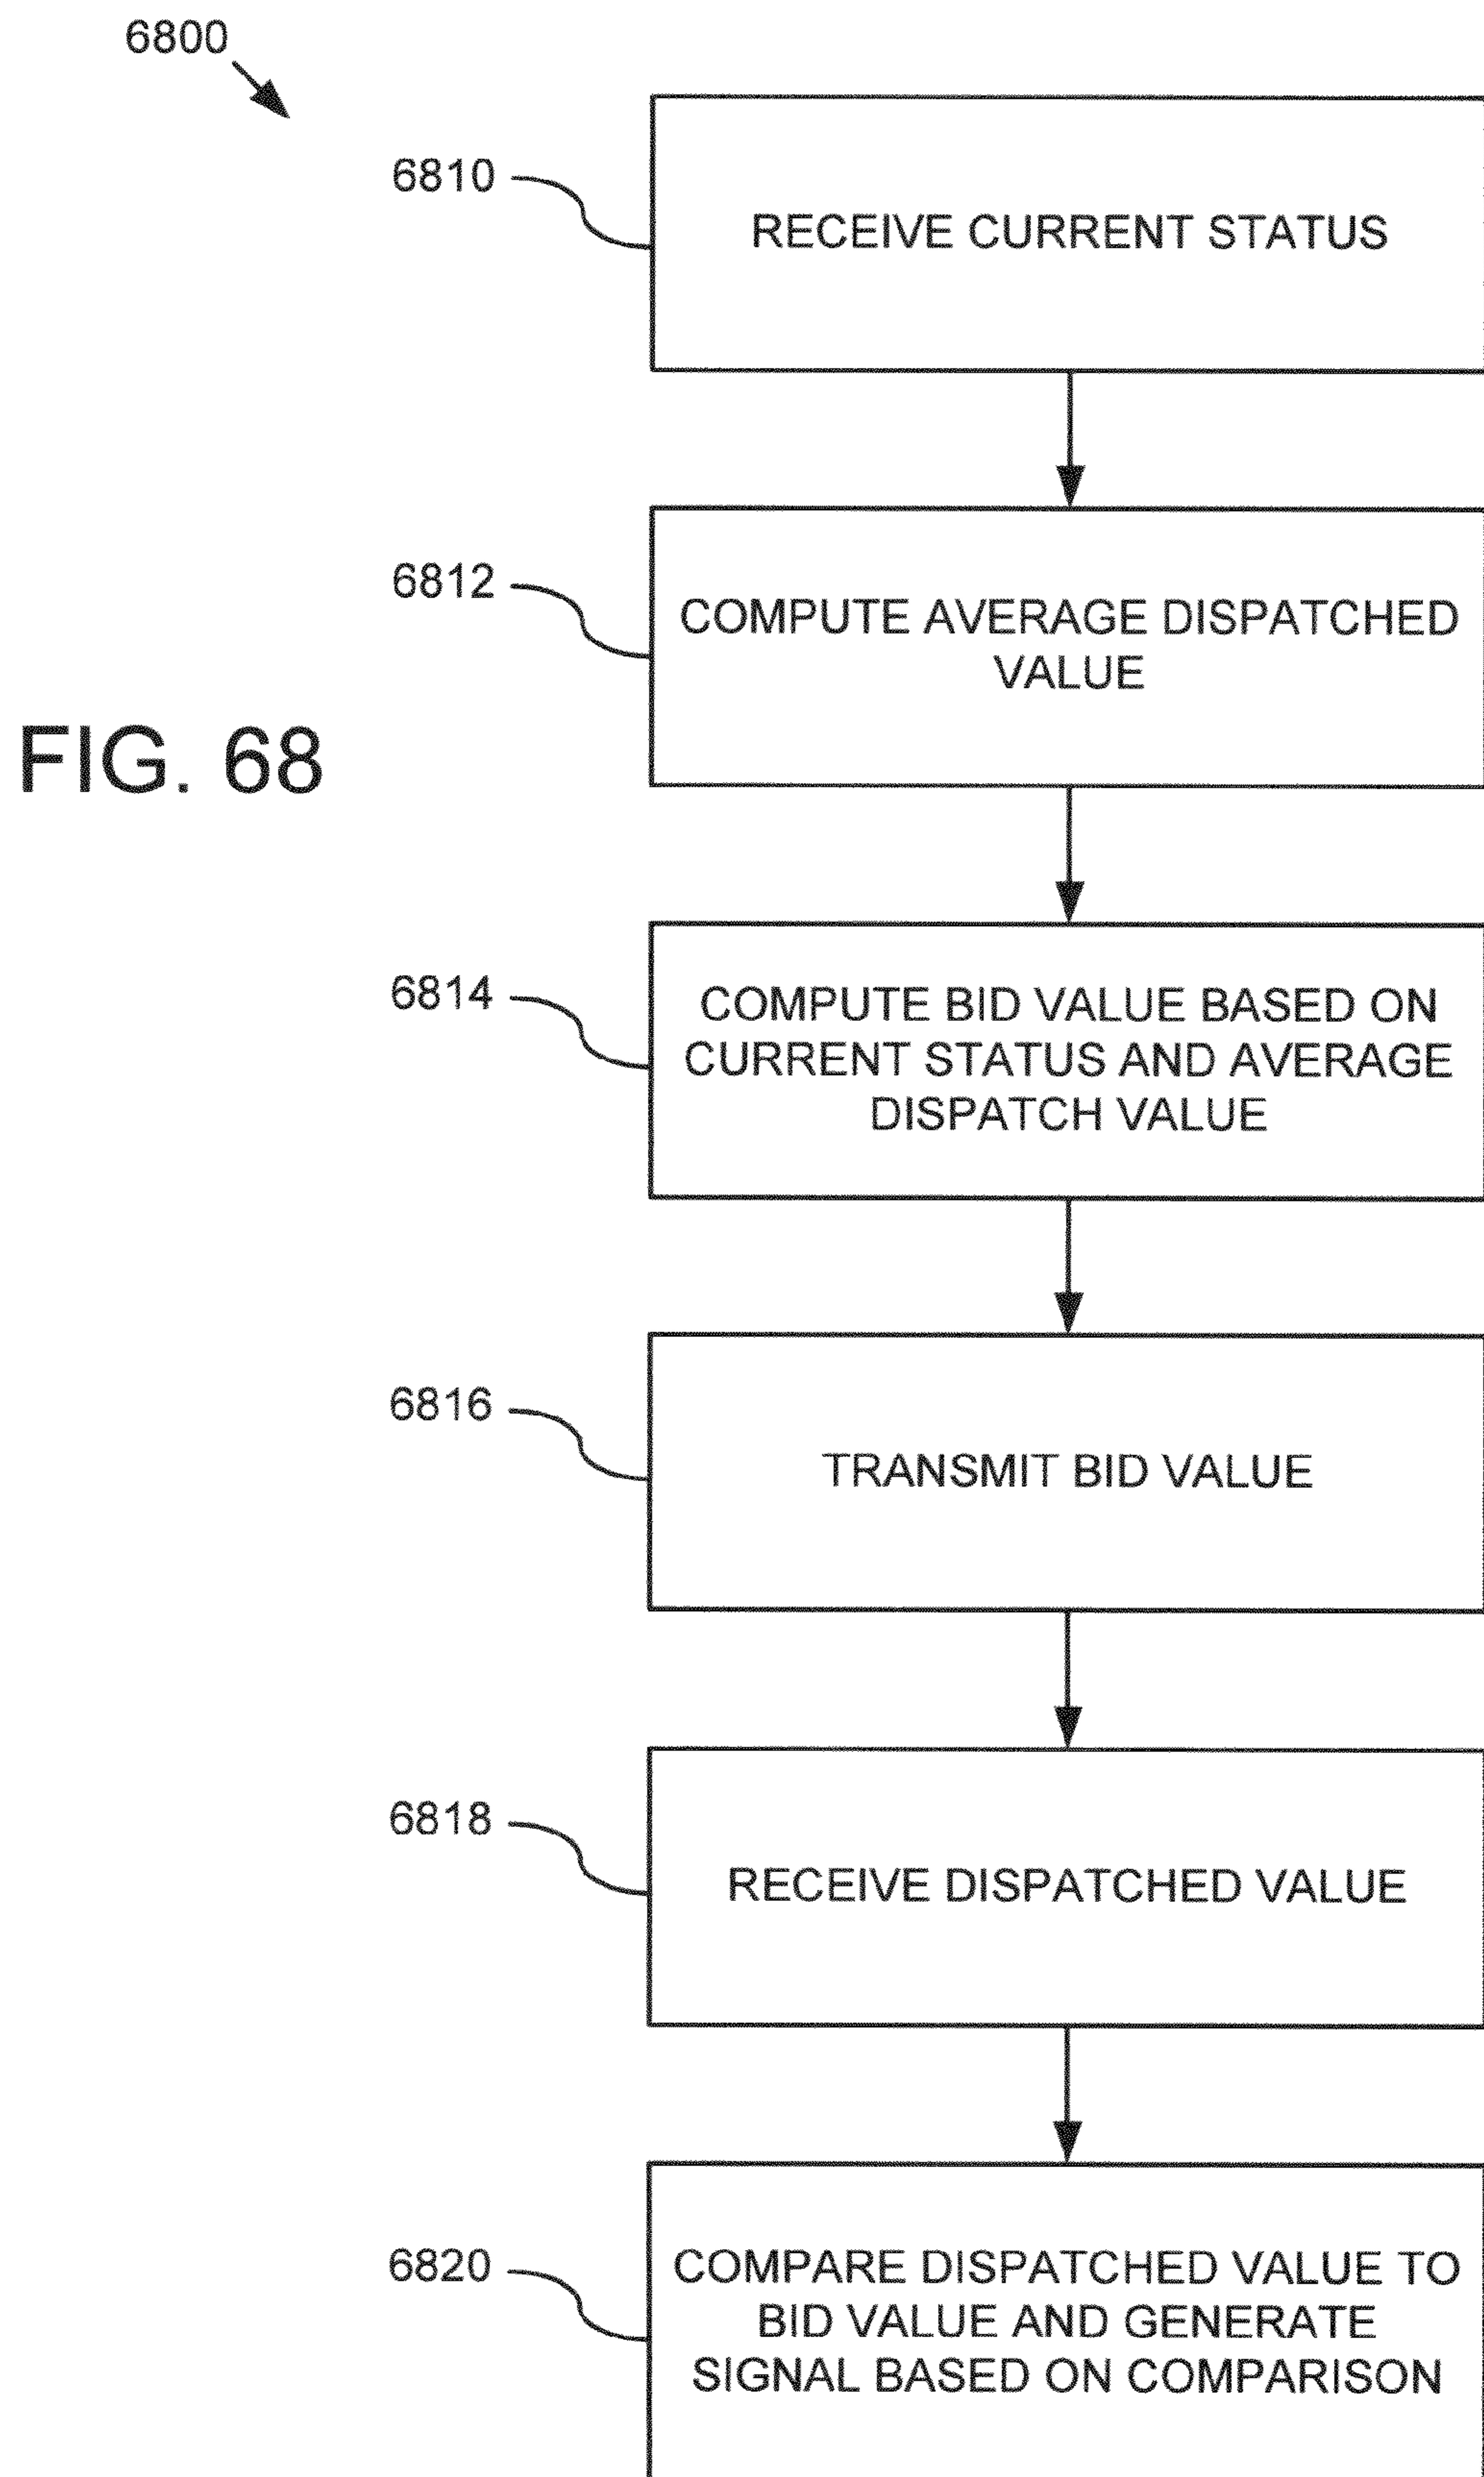 6800
6810
RECEIVE CURRENT STATUS
6812
COMPUTE AVERAGE DISPATCHED
VALUE
FIG. 68
6814
COMPUTE BID VALUE BASED ON
CURRENT STATUS AND AVERAGE
DISPATCH VALUE
6816
TRANSMIT BID VALUE
6818
RECEIVE DISPATCHED VALUE
6820
COMPARE DISPATCHED VALUE TO
BID VALUE AND GENERATE
SIGNAL BASED ON COMPARISON